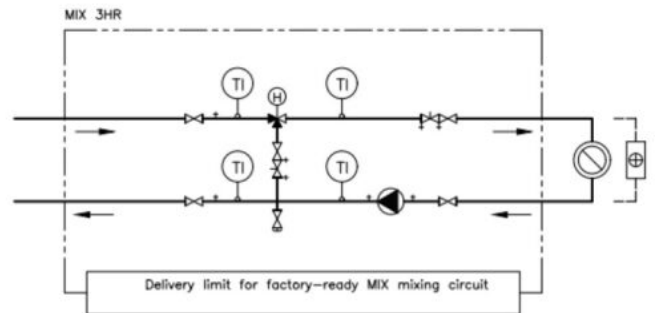 MIX 3HR
TI TI
H
TI TI
Delivery limit for factory-ready MIX mixing circuit